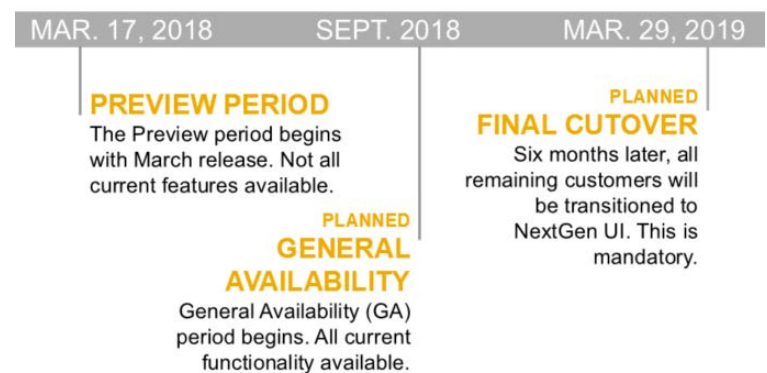 MAR. 17, 2018
SEPT. 2018
MAR. 29, 2019
PREVIEW PERIOD
The Preview period begins
with March release. Not all
current features available.
PLANNED
GENERAL
AVAILABILITY
General Availability (GA)
period begins. All current
functionality available.
PLANNED
FINAL CUTOVER
Six months later, all
remaining customers will
be transitioned to
NextGen UI. This is
mandatory.